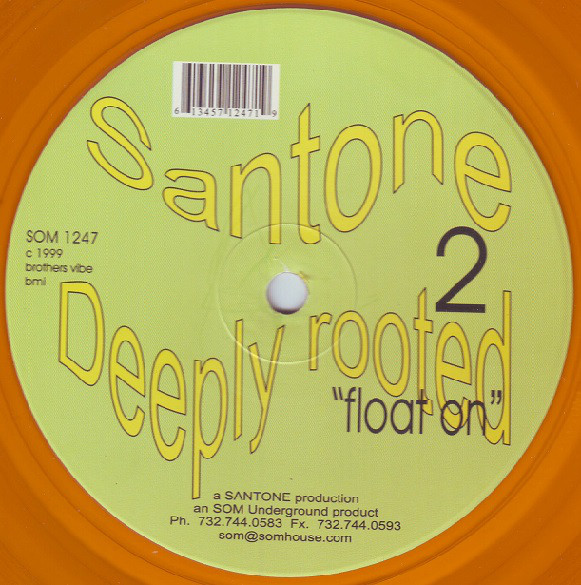 6 13457 12471 9
Santone
SOM 1247
c 1999
brothers vibe
bmi
2
Deeply rooted
"float on"
a SANTONE production
an SOM Underground product
Ph. 732.744.0583 Fx. 732.744.0593
som@somhouse.com